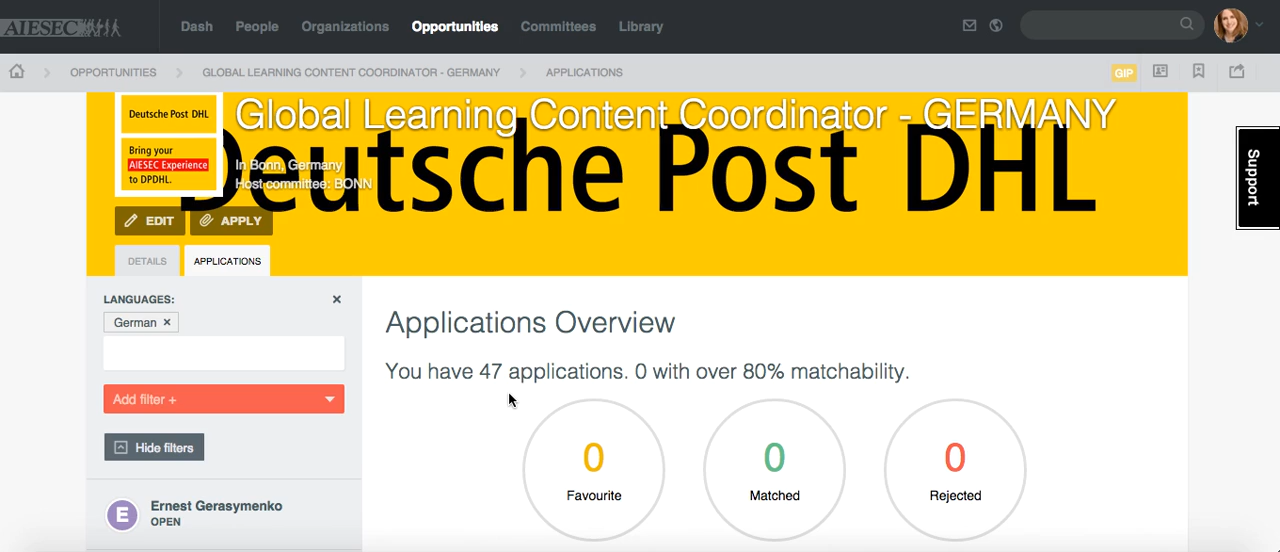 AIESEC
Dash People Organizations Opportunities Committees Library
OPPORTUNITIES GLOBAL LEARNING CONTENT COORDINATOR - GERMANY APPLICATIONS GIP
Deutsche Post DHL
Global Learning Content Coordinator - GERMANY
Deutsche Post DHL
Bring your
AIESEC Experience
to DPDHL.
In Bonn, Germany
Host committee: BONN
Support
EDIT APPLY
DETAILS APPLICATIONS
LANGUAGES: ×
German ×
Applications Overview
You have 47 applications. 0 with over 80% matchability.
Add filter +
Hide filters
0 0 0
Favourite Matched Rejected
E
Ernest Gerasymenko
OPEN